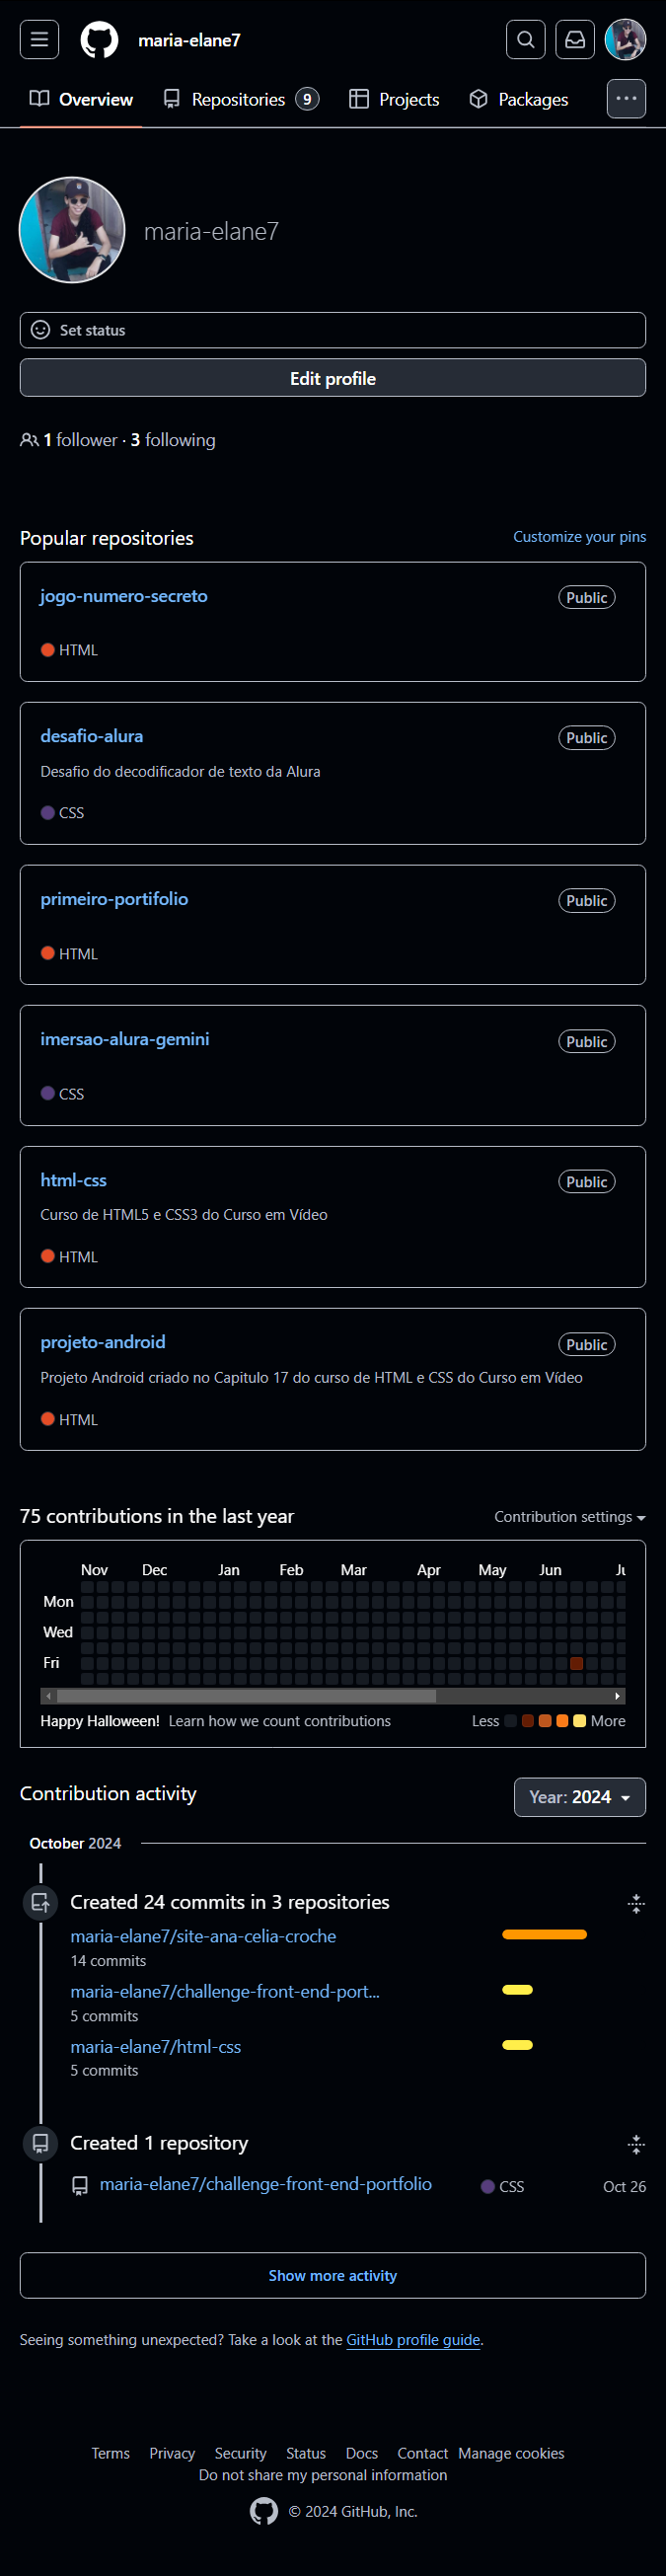 maria-elane7
Overview Repositories 9 Projects Packages
maria-elane7
Set status
Edit profile
1 follower · 3 following
Popular repositories Customize your pins
jogo-numero-secreto Public
HTML
desafio-alura Public
Desafio do decodificador de texto da Alura
CSS
primeiro-portifolio Public
HTML
imersao-alura-gemini Public
CSS
html-css Public
Curso de HTML5 e CSS3 do Curso em Vídeo
HTML
projeto-android Public
Projeto Android criado no Capitulo 17 do curso de HTML e CSS do Curso em Vídeo
HTML
75 contributions in the last year Contribution settings
Nov Dec Jan Feb Mar Apr May Jun
Mon
Wed
Fri
Happy Halloween! Learn how we count contributions Less More
Contribution activity Year: 2024
October 2024
Created 24 commits in 3 repositories
maria-elane7/site-ana-celia-croche
14 commits
maria-elane7/challenge-front-end-port...
5 commits
maria-elane7/html-css
5 commits
Created 1 repository
maria-elane7/challenge-front-end-portfolio CSS Oct 26
Show more activity
Seeing something unexpected? Take a look at the GitHub profile guide.
Terms Privacy Security Status Docs Contact Manage cookies
Do not share my personal information
© 2024 GitHub, Inc.